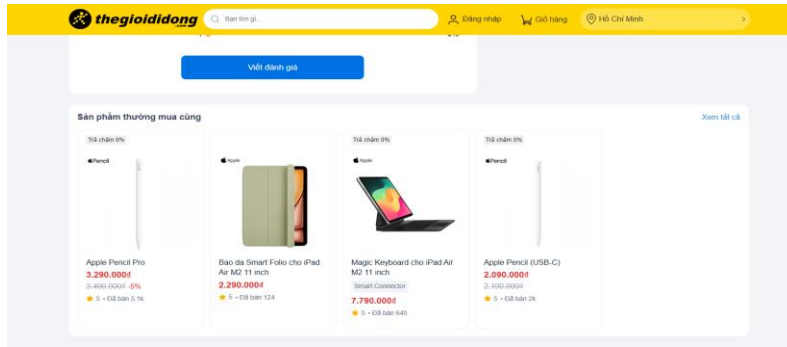 thegioididong
.com
Bạn tìm gì...
Đăng nhập
Giỏ hàng
Hồ Chí Minh
Viết đánh giá
Sản phẩm thường mua cùng
Xem tất cả
Trả chậm 0%
Pencil
Apple Pencil Pro
3.290.000₫
3.490.000₫ -5%
5 • Đã bán 5,1k
Apple
Bao da Smart Folio cho iPad
Air M2 11 inch
2.290.000₫
5 • Đã bán 124
Trả chậm 0%
Apple
Magic Keyboard cho iPad Air
M2 11 inch
Smart Connector
7.790.000₫
5 • Đã bán 645
Trả chậm 0%
Pencil
Apple Pencil (USB-C)
2.090.000₫
2.190.000₫
5 • Đã bán 2k